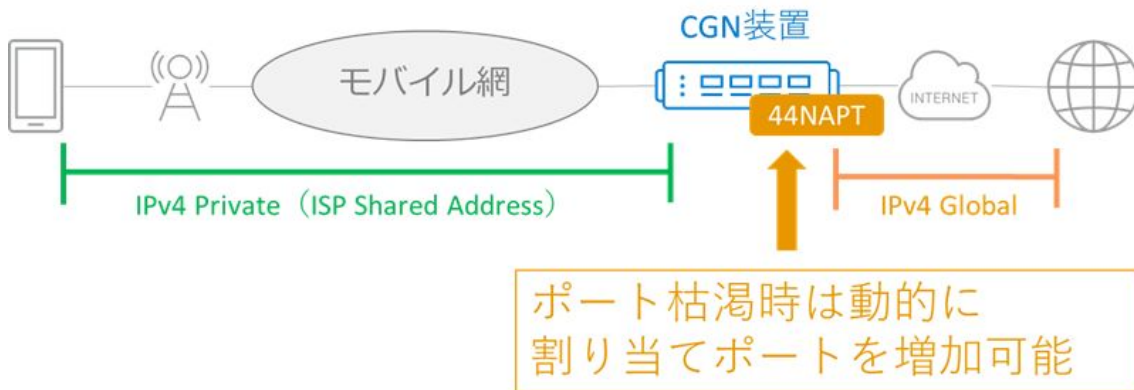 CGN装置
モバイル網
INTERNET
44NAPT
IPv4 Private（ISP Shared Address）
IPv4 Global
ポート枯渇時は動的に
割り当てポートを増加可能